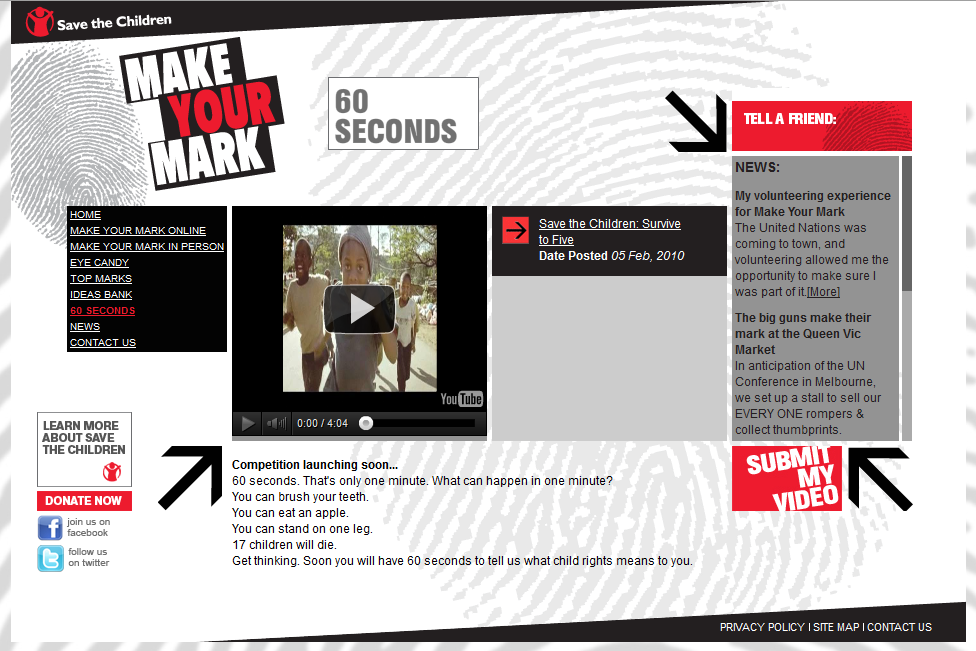 Save the Children
MAKE
YOUR
MARK
60
SECONDS
TELL A FRIEND:
HOME
MAKE YOUR MARK ONLINE
MAKE YOUR MARK IN PERSON
EYE CANDY
TOP MARKS
IDEAS BANK
60 SECONDS
NEWS
CONTACT US
YouTube
0:00 / 4:04
Save the Children: Survive
to Five
Date Posted 05 Feb, 2010
NEWS:
My volunteering experience
for Make Your Mark
The United Nations was
coming to town, and
volunteering allowed me the
opportunity to make sure I
was part of it.[More]
The big guns make their
mark at the Queen Vic
Market
In anticipation of the UN
Conference in Melbourne,
we set up a stall to sell our
EVERY ONE rompers &
collect thumbprints.
LEARN MORE
ABOUT SAVE
THE CHILDREN
DONATE NOW
join us on
facebook
follow us
on twitter
Competition launching soon...
60 seconds. That's only one minute. What can happen in one minute?
You can brush your teeth.
You can eat an apple.
You can stand on one leg.
17 children will die.
Get thinking. Soon you will have 60 seconds to tell us what child rights means to you.
SUBMIT
MY
VIDEO
PRIVACY POLICY | SITE MAP | CONTACT US